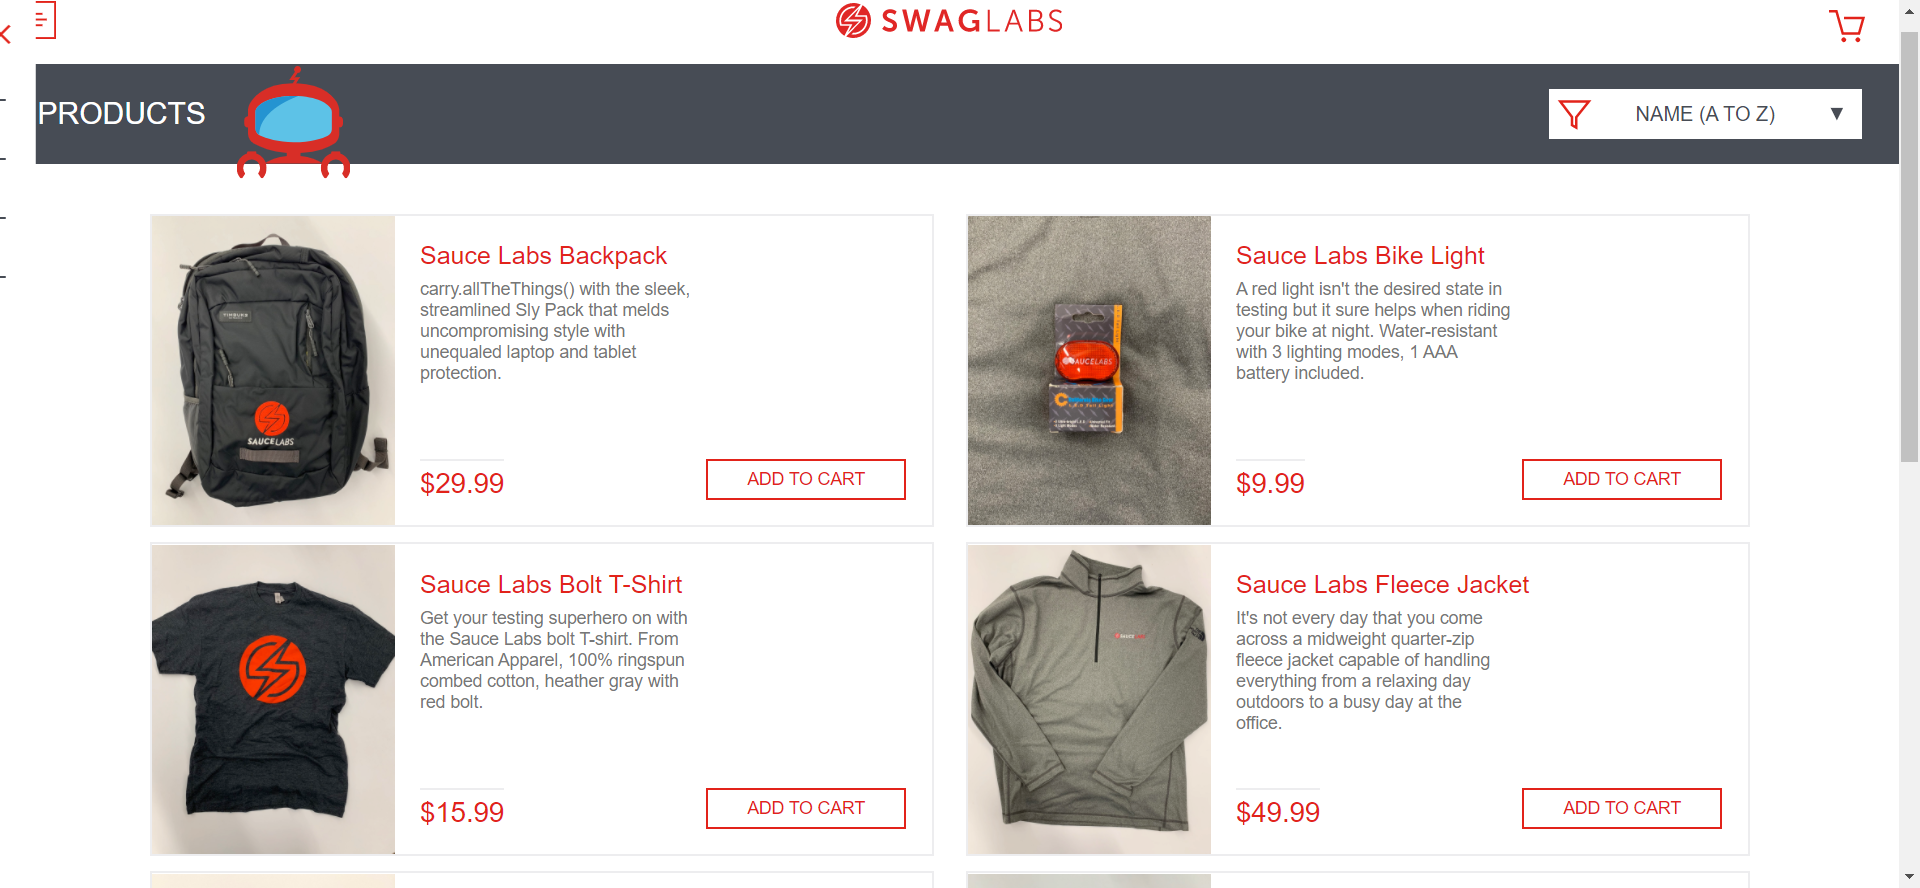 SWAGLABS
PRODUCTS
NAME (A TO Z)
Sauce Labs Backpack
carry.allTheThings() with the sleek,
streamlined Sly Pack that melds
uncompromising style with
unequaled laptop and tablet
protection.
$29.99
ADD TO CART
SAUCELABS
Sauce Labs Bike Light
A red light isn't the desired state in
testing but it sure helps when riding
your bike at night. Water-resistant
with 3 lighting modes, 1 AAA
battery included.
$9.99
ADD TO CART
SAUCELABS
Sauce Labs Bolt T-Shirt
Get your testing superhero on with
the Sauce Labs bolt T-shirt. From
American Apparel, 100% ringspun
combed cotton, heather gray with
red bolt.
$15.99
ADD TO CART
Sauce Labs Fleece Jacket
It's not every day that you come
across a midweight quarter-zip
fleece jacket capable of handling
everything from a relaxing day
outdoors to a busy day at the
office.
$49.99
ADD TO CART